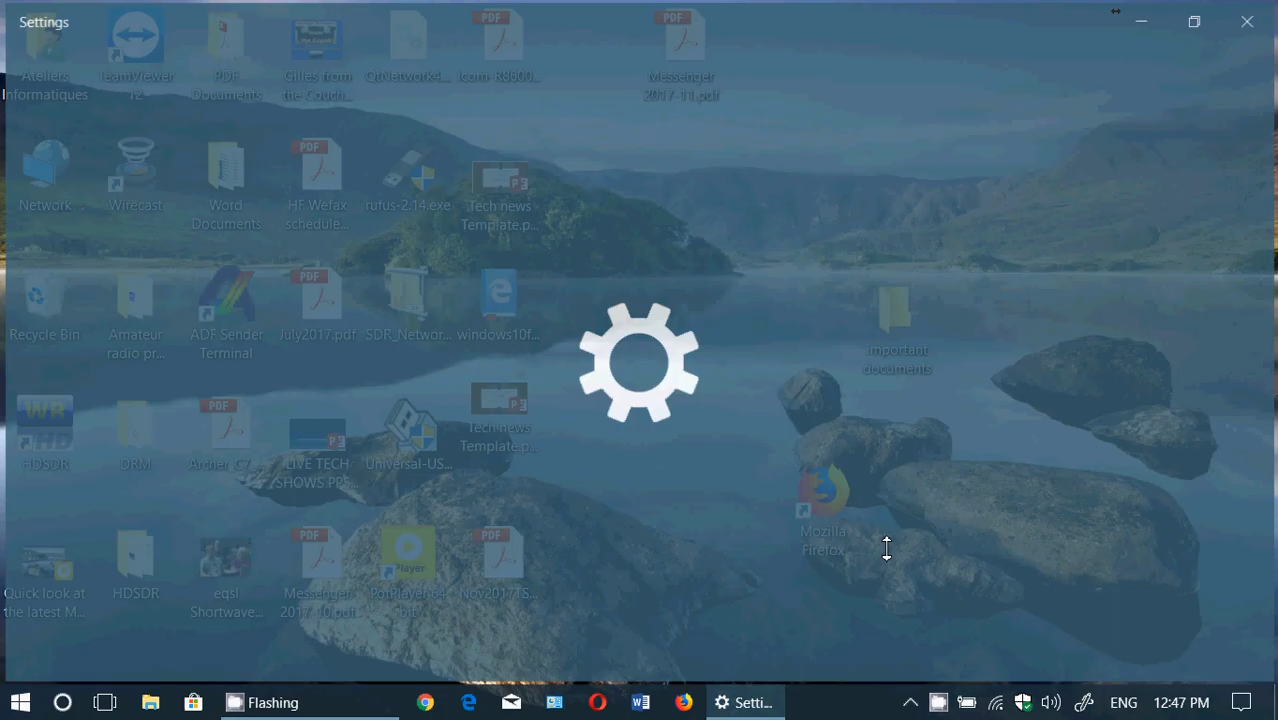 Settings
Ateliers
Informatiques
TeamViewer
12
PDF
Documents
Gilles from
the Couch...
QtNetwork4...
Icom-R8600...
Messenger
2017-11.pdf
Network
Wirecast
Word
Documents
HF Wefax
schedule...
rufus-2.14.exe
Tech news
Template.p...
Recycle Bin
Amateur
radio pr...
ADF Sender
Terminal
July2017.pdf
SDR_Networ...
windows10f...
important
documents
HDSDR
DRM
Archer_C7...
LIVE TECH
SHOWS PPS...
Universal-US...
Tech news
Template.p...
Mozilla
Firefox
Quick look at
the latest M...
HDSDR
eqsl
Shortwave...
Messenger
2017-10.pdf
PotPlayer 64
bit
Nov2017TS...
Flashing
Setti...
ENG
12:47 PM